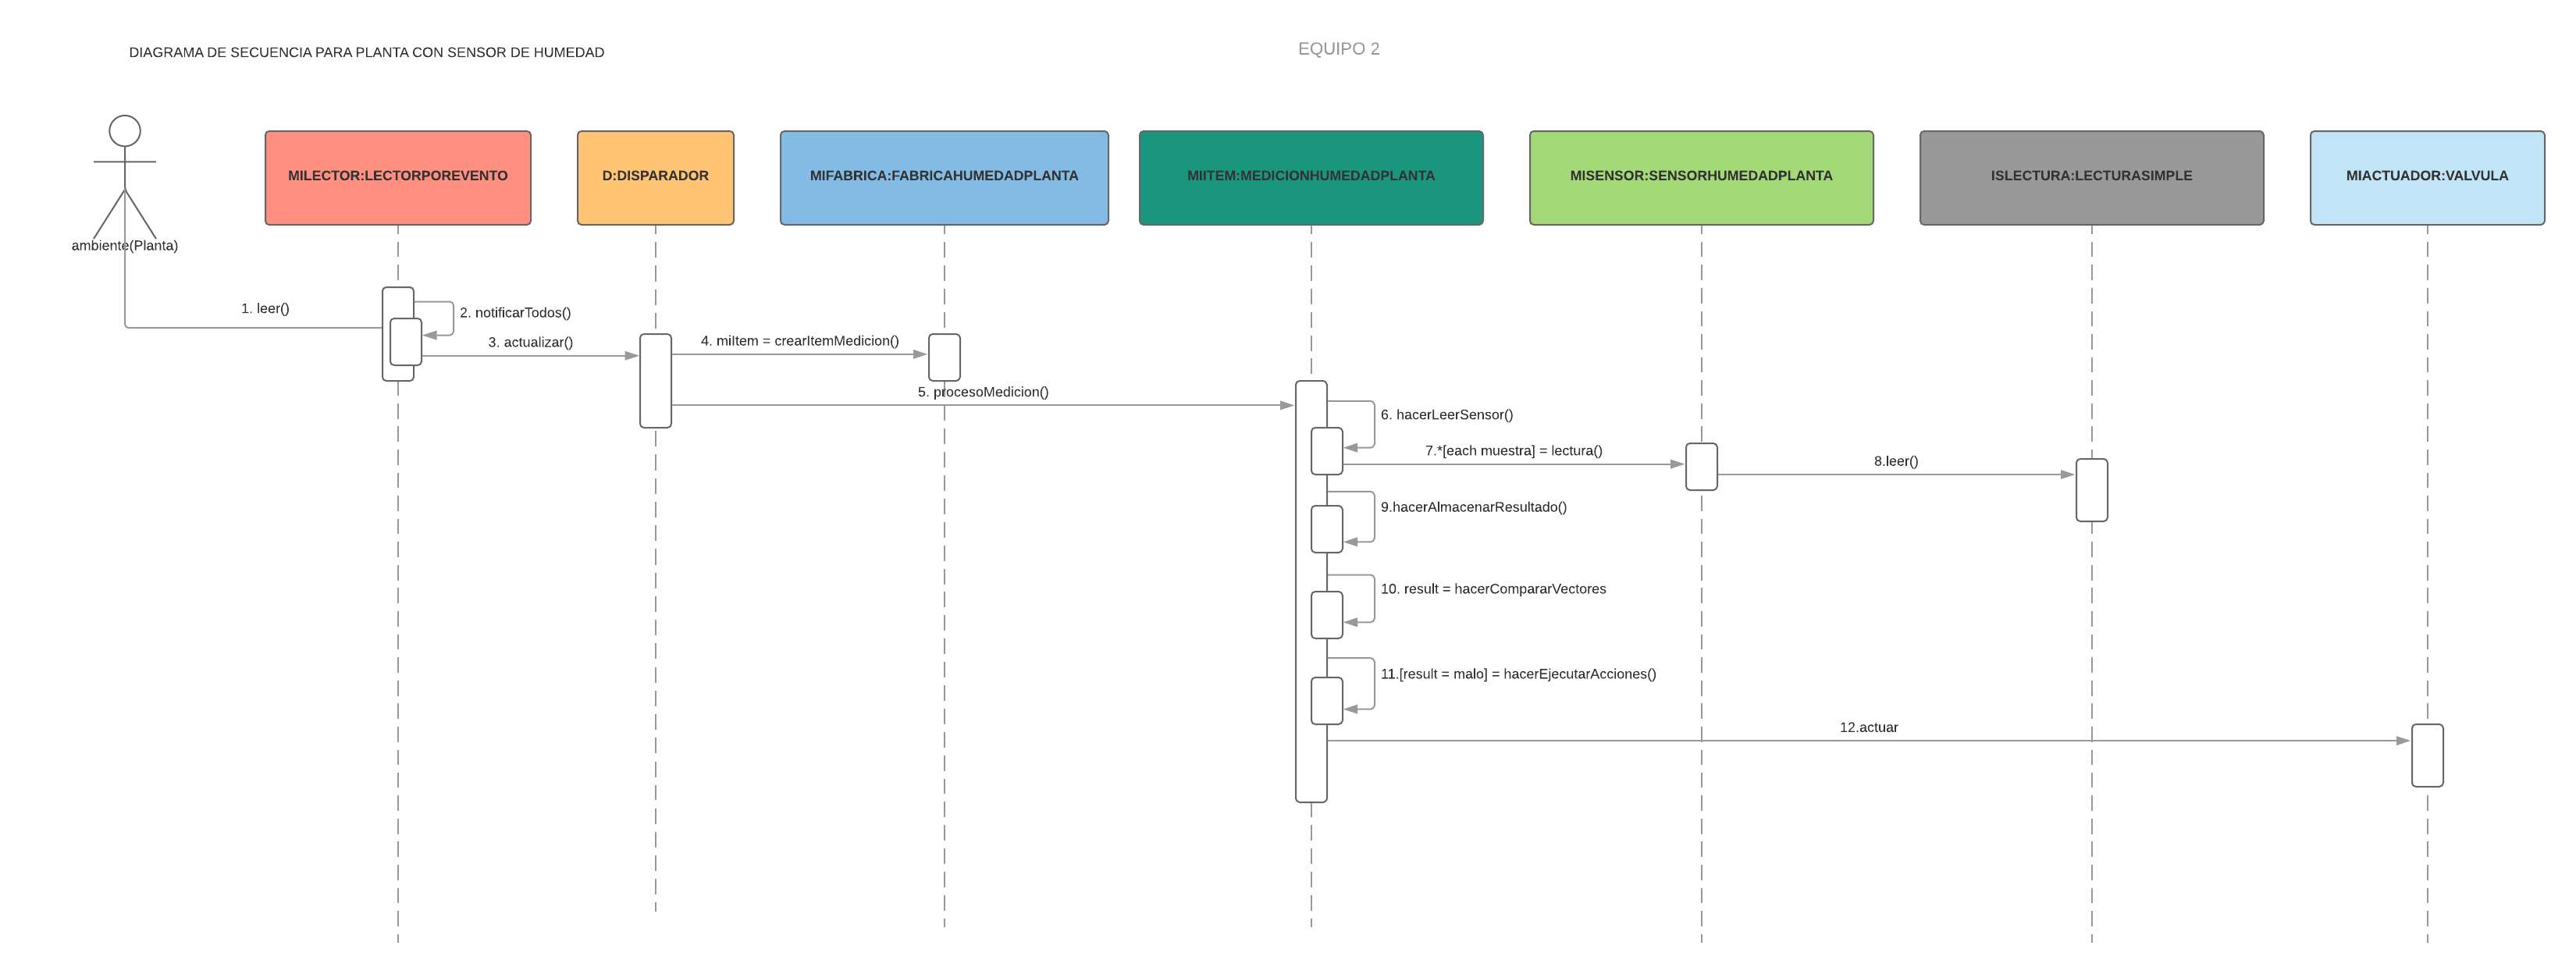 DIAGRAMA DE SECUENCIA PARA PLANTA CON SENSOR DE HUMEDAD
EQUIPO 2
MILECTOR:LECTORPOREVENTO
D:DISPARADOR
MIFABRICA:FABRICAHUMEDADPLANTA
MIITEM:MEDICIONHUMEDADPLANTA
MISENSOR:SENSORHUMEDADPLANTA
ISLECTURA:LECTURASIMPLE
MIACTUADOR:VALVULA
ambiente(Planta)
1. leer()
2. notificarTodos()
3. actualizar()
4. miItem = crearItemMedicion()
5. procesoMedicion()
6. hacerLeerSensor()
7.*[each muestra] = lectura()
8.leer()
9.hacerAlmacenarResultado()
10. result = hacerCompararVectores
11.[result = malo] = hacerEjecutarAcciones()
12.actuar